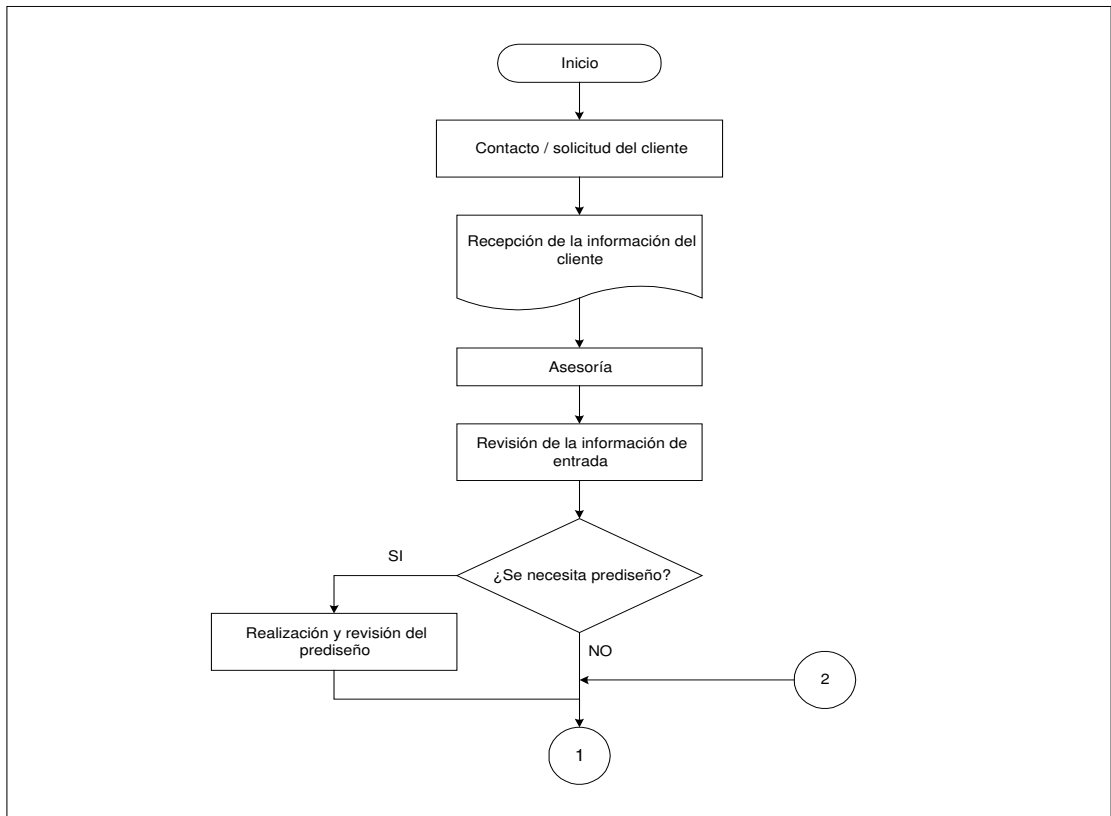 Inicio
Contacto / solicitud del cliente
Recepción de la información del
cliente
Asesoría
Revisión de la información de
entrada
SI
¿Se necesita prediseño?
Realización y revisión del
prediseño
NO
2
1